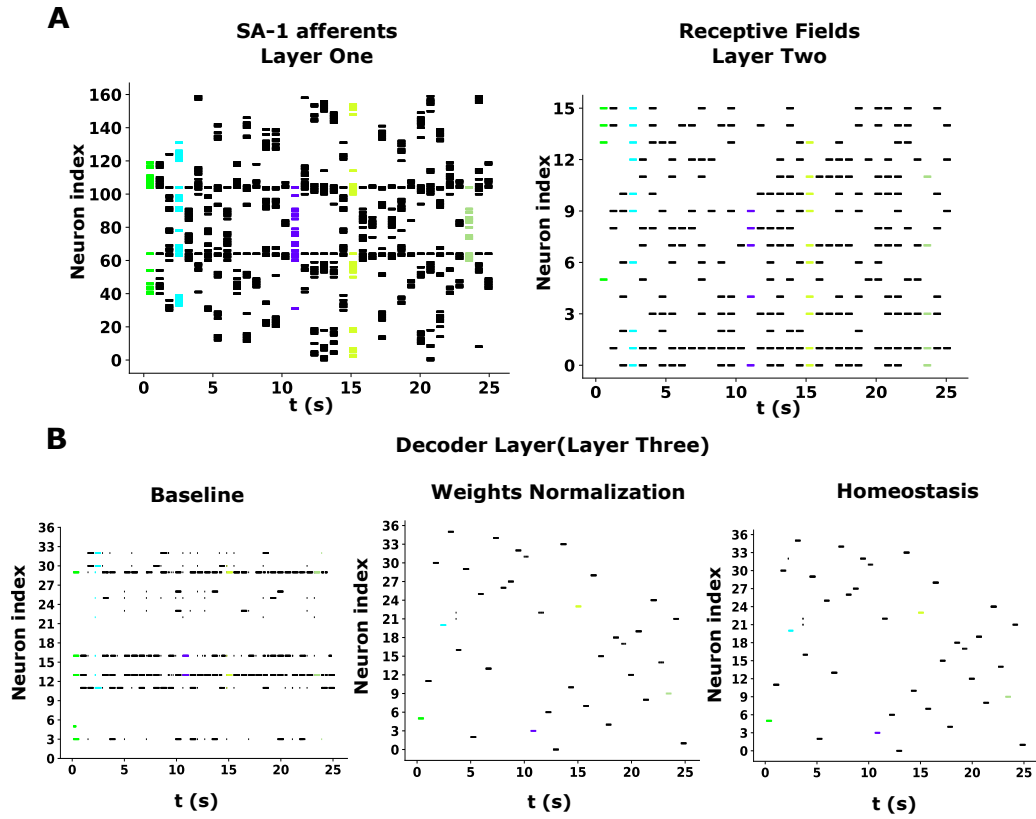 A
SA-1 afferents
Layer One
Receptive Fields
Layer Two
Neuron index
160
140
120
100
80
60
40
20
0
0 5 10 15 20 25
t (s)
Neuron index
15
12
9
6
3
0
0 5 10 15 20 25
t (s)
B
Decoder Layer(Layer Three)
Baseline
Weights Normalization
Homeostasis
Neuron index
36
33
30
27
24
21
18
15
12
9
6
3
0
0 5 10 15 20 25
t (s)
Neuron index
36
33
30
27
24
21
18
15
12
9
6
3
0
0 5 10 15 20 25
t (s)
Neuron index
36
33
30
27
24
21
18
15
12
9
6
3
0
0 5 10 15 20 25
t (s)